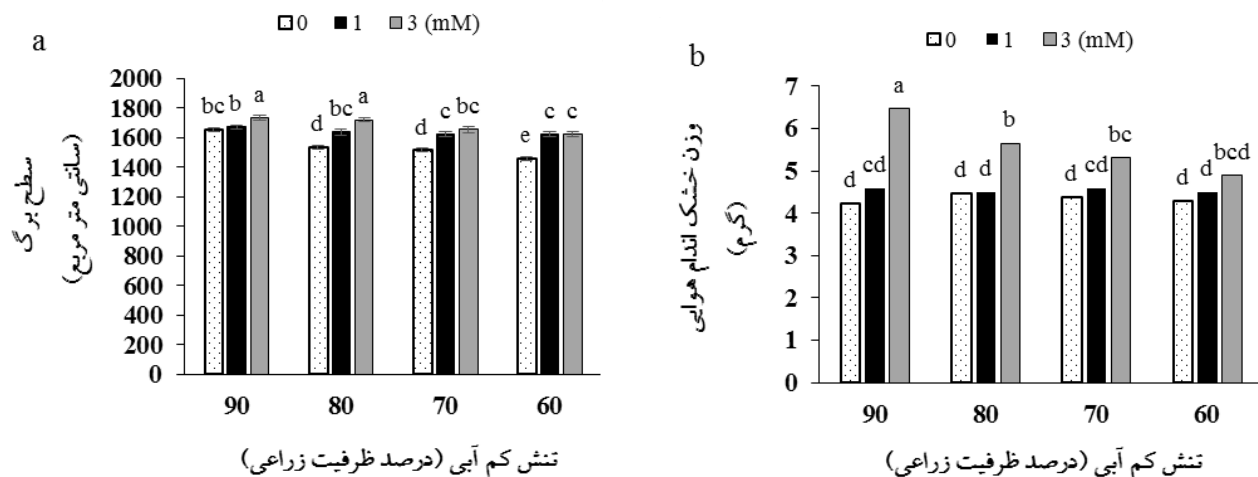 a
0 1 3 (mM)
سطح برگ
(سانتی متر مربع)
2000
1800
1600
1400
1200
1000
800
600
400
200
0
bc b a
d bc a
d c bc
e c c
90 80 70 60
تنش کم آبی (درصد ظرفیت زراعی)
b
0 1 3 (mM)
وزن خشک اندام هوایی
(گرم)
7
6
5
4
3
2
1
0
d cd a
d d b
d cd bc
d d bcd
90 80 70 60
تنش کم آبی (درصد ظرفیت زراعی)